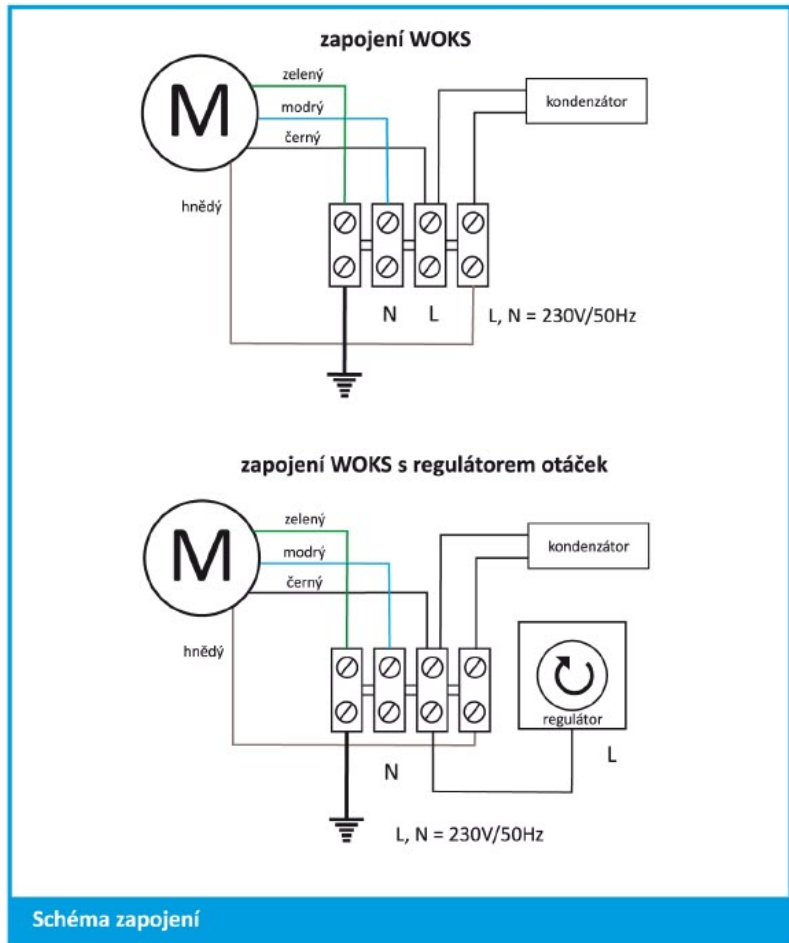 zapojení WOKS
zelený
modrý
černý
hnědý
M
kondenzátor
N L L, N = 230V/50Hz
zapojení WOKS s regulátorem otáček
zelený
modrý
černý
hnědý
M
kondenzátor
regulátor
N
L
L, N = 230V/50Hz
Schéma zapojení